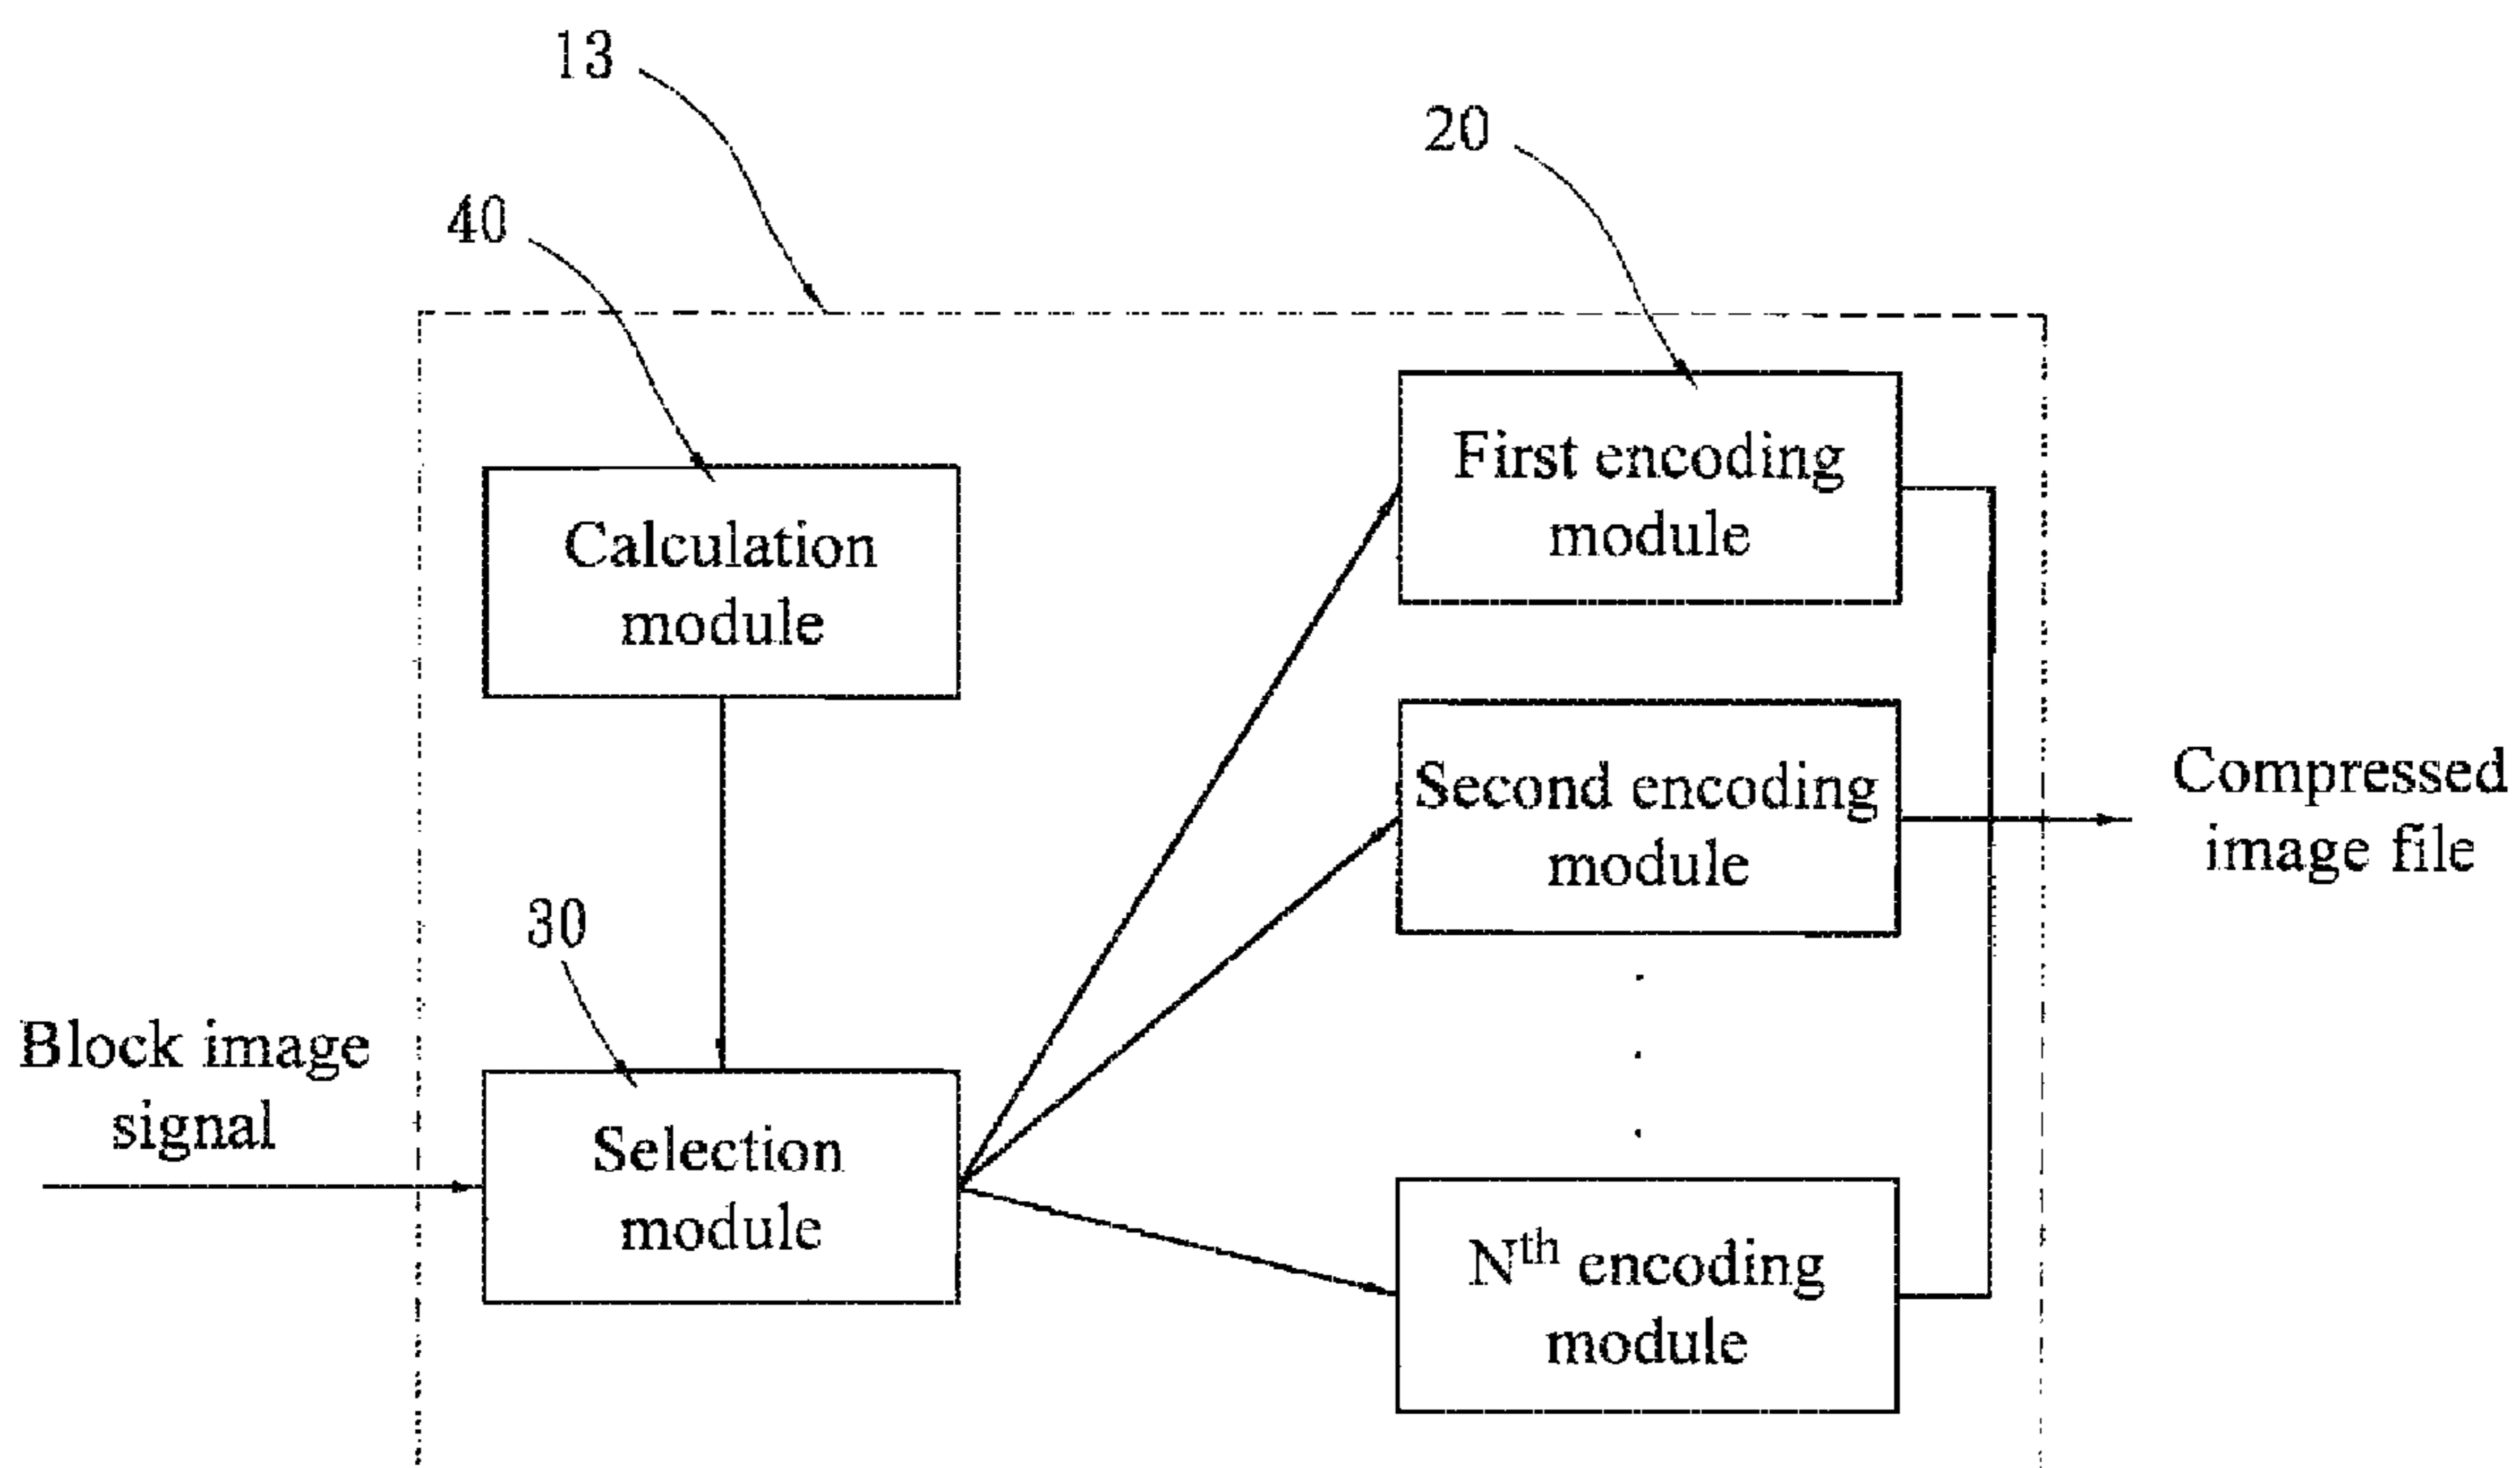 13
20
40
First encoding
module
Calculation
module
Second encoding
module
Compressed
image file
30
Block image
signal
Selection
module
Nth encoding
module